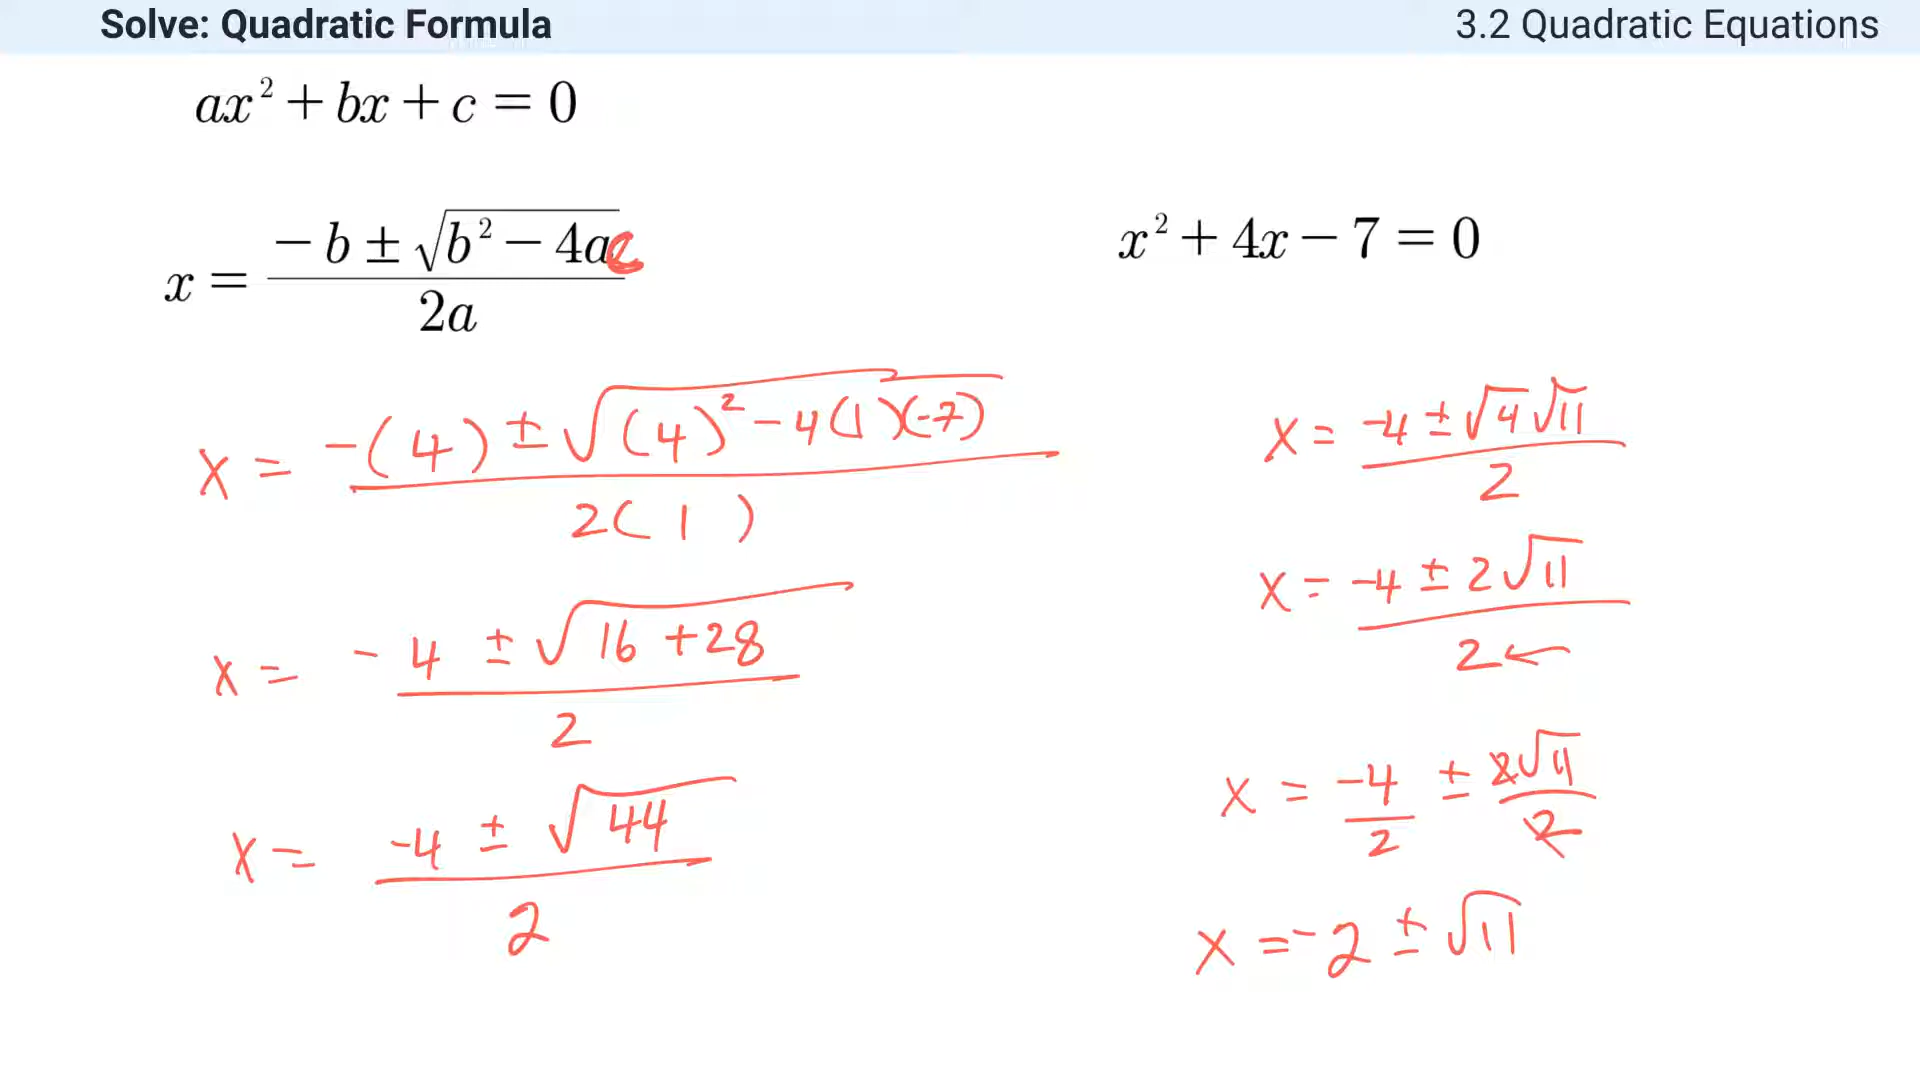 Solve: Quadratic Formula
3.2 Quadratic Equations
ax² + bx + c = 0
x = (−b ± √(b² − 4ac)) / 2a
x² + 4x − 7 = 0
x = (-(4) ± √((4)² - 4(1)(-7))) / 2(1)
x = (-4 ± √(16 + 28)) / 2
x = (-4 ± √44) / 2
x = (-4 ± √4 √11) / 2
x = (-4 ± 2√11) / 2 ←
x = -4/2 ± 2√11/2
x = -2 ± √11